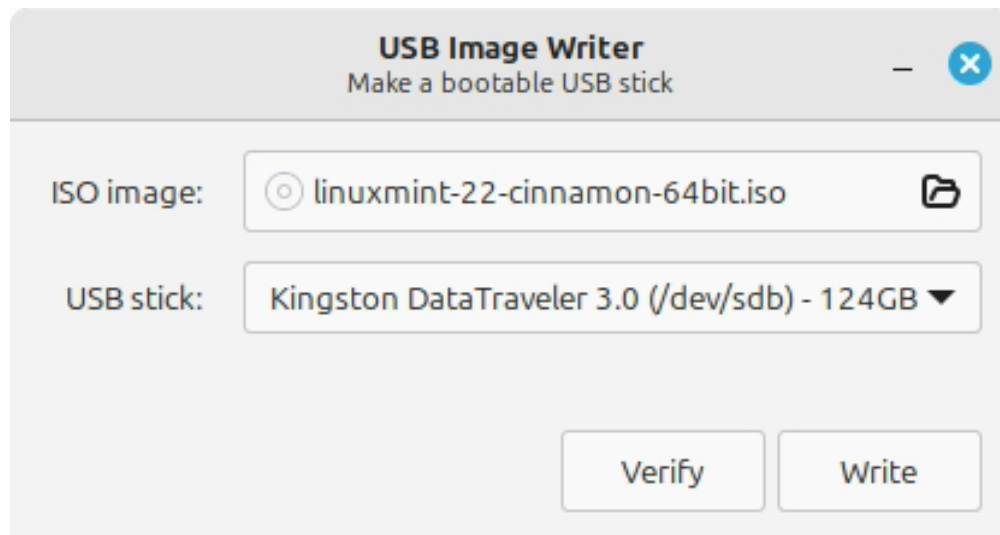 USB Image Writer
Make a bootable USB stick
ISO image: linuxmint-22-cinnamon-64bit.iso
USB stick: Kingston DataTraveler 3.0 (/dev/sdb) - 124GB
Verify Write